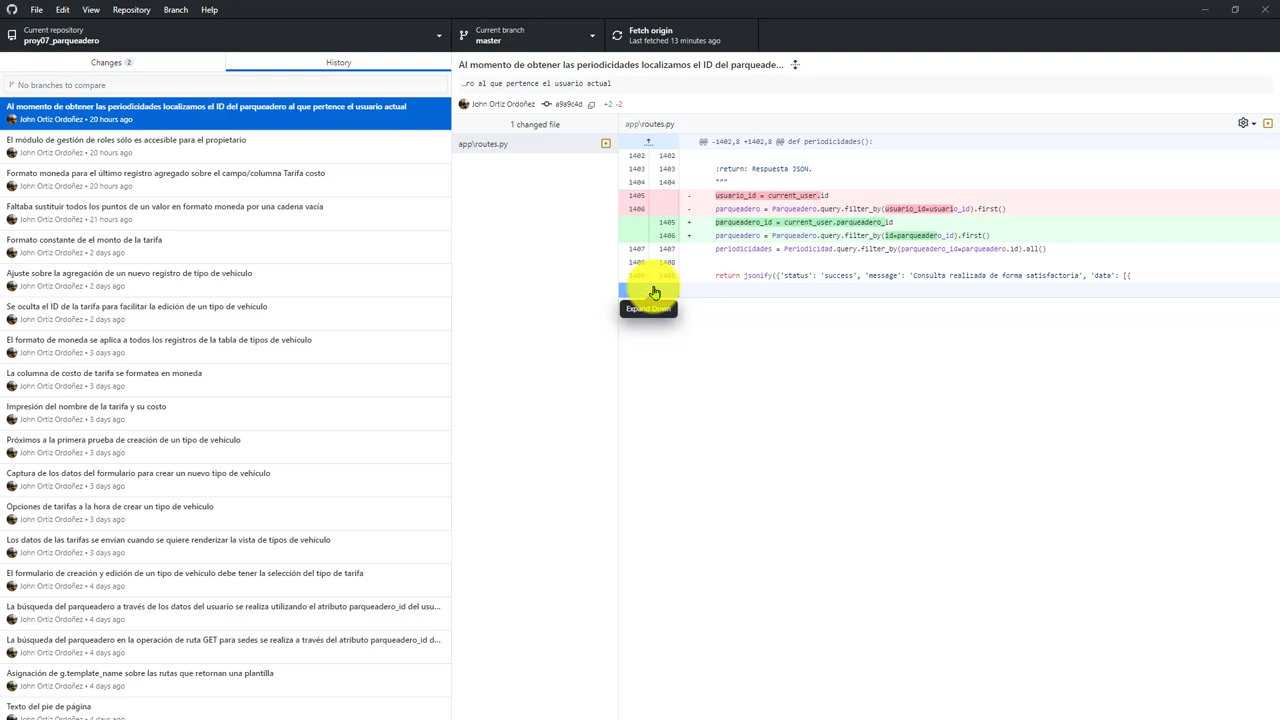 File Edit View Repository Branch Help
Current repository
proy07_parqueadero
Current branch
master
Fetch origin
Last fetched 13 minutes ago
Changes 2
History
No branches to compare
Al momento de obtener las periodicidades localizamos el ID del parqueadero al que pertence el usuario actual
John Ortiz Ordoñez • 20 hours ago
El módulo de gestión de roles sólo es accesible para el propietario
John Ortiz Ordoñez • 20 hours ago
Formato moneda para el último registro agregado sobre el campo/columna Tarifa costo
John Ortiz Ordoñez • 20 hours ago
Faltaba sustituir todos los puntos de un valor en formato moneda por una cadena vacía
John Ortiz Ordoñez • 21 hours ago
Formato constante de el monto de la tarifa
John Ortiz Ordoñez • 2 days ago
Ajuste sobre la agregación de un nuevo registro de tipo de vehículo
John Ortiz Ordoñez • 2 days ago
Se oculta el ID de la tarifa para facilitar la edición de un tipo de vehículo
John Ortiz Ordoñez • 2 days ago
El formato de moneda se aplica a todos los registros de la tabla de tipos de vehículo
John Ortiz Ordoñez • 3 days ago
La columna de costo de tarifa se formatea en moneda
John Ortiz Ordoñez • 3 days ago
Impresión del nombre de la tarifa y su costo
John Ortiz Ordoñez • 3 days ago
Próximos a la primera prueba de creación de un tipo de vehículo
John Ortiz Ordoñez • 3 days ago
Captura de los datos del formulario para crear un nuevo tipo de vehículo
John Ortiz Ordoñez • 3 days ago
Opciones de tarifas a la hora de crear un tipo de vehículo
John Ortiz Ordoñez • 3 days ago
Los datos de las tarifas se envían cuando se quiere renderizar la vista de tipos de vehículo
John Ortiz Ordoñez • 3 days ago
El formulario de creación y edición de un tipo de vehículo debe tener la selección del tipo de tarifa
John Ortiz Ordoñez • 4 days ago
La búsqueda del parqueadero a través de los datos del usuario se realiza utilizando el atributo parqueadero_id del usu...
John Ortiz Ordoñez • 4 days ago
La búsqueda del parqueadero en la operación de ruta GET para sedes se realiza a través del atributo parqueadero_id d...
John Ortiz Ordoñez • 4 days ago
Asignación de g.template_name sobre las rutas que retornan una plantilla
John Ortiz Ordoñez • 4 days ago
Texto del pie de página
John Ortiz Ordoñez • 4 days ago
Al momento de obtener las periodicidades localizamos el ID del parqueade...
...ro al que pertence el usuario actual
John Ortiz Ordoñez a9a9c4d +2 -2
1 changed file
app\routes.py
app\routes.py
@@ -1402,8 +1402,8 @@ def periodicidades():
1402 1402
1403 1403 :return: Respuesta JSON.
1404 1404 """
1405 - usuario_id = current_user.id
1406 - parqueadero = Parqueadero.query.filter_by(usuario_id=usuario_id).first()
1405 + parqueadero_id = current_user.parqueadero_id
1406 + parqueadero = Parqueadero.query.filter_by(id=parqueadero_id).first()
1407 1407 periodicidades = Periodicidad.query.filter_by(parqueadero_id=parqueadero.id).all()
1408 1408
1409 1409 return jsonify({'status': 'success', 'message': 'Consulta realizada de forma satisfactoria', 'data': [{
Expand Down